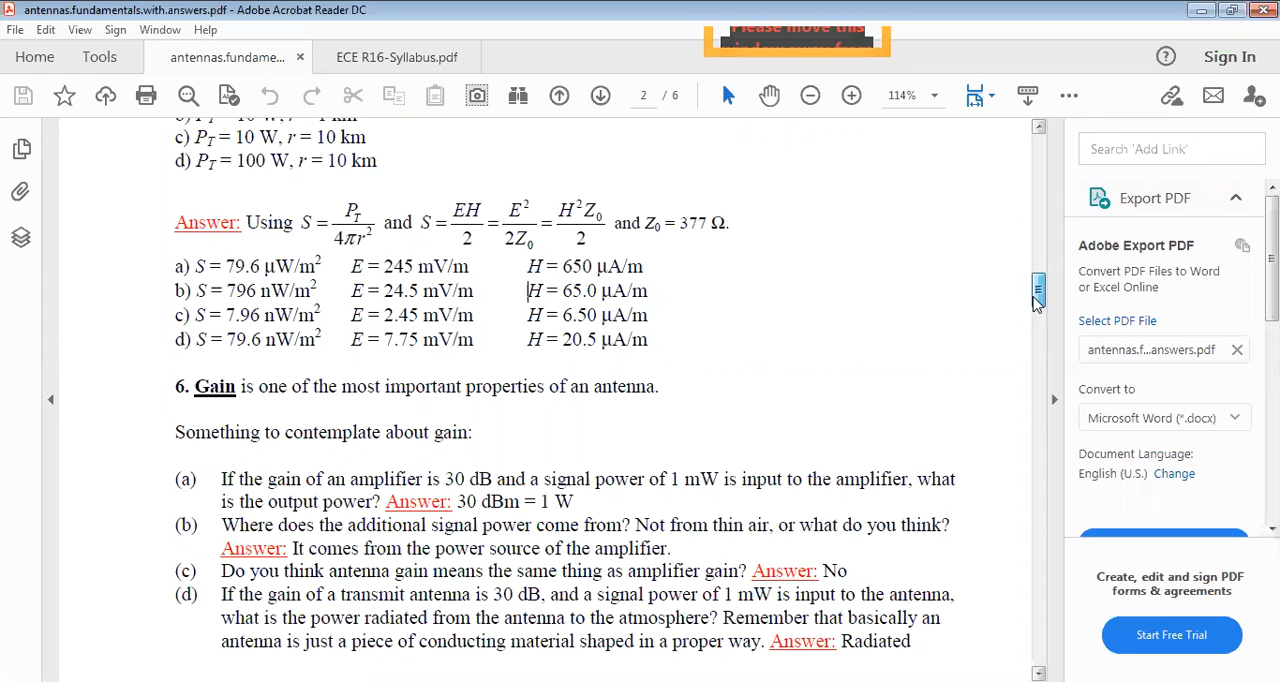 antennas.fundamentals.with.answers.pdf - Adobe Acrobat Reader DC
File Edit View Sign Window Help
Please move this
Home Tools antennas.fundame... × ECE R16-Syllabus.pdf Sign In
2 / 6 114%
c) P_T = 10 W, r = 10 km
d) P_T = 100 W, r = 10 km
Answer: Using S = P_T / 4πr² and S = EH / 2 = E² / 2Z₀ = H²Z₀ / 2 and Z₀ = 377 Ω.
a) S = 79.6 μW/m² E = 245 mV/m H = 650 μA/m
b) S = 796 nW/m² E = 24.5 mV/m H = 65.0 μA/m
c) S = 7.96 nW/m² E = 2.45 mV/m H = 6.50 μA/m
d) S = 79.6 nW/m² E = 7.75 mV/m H = 20.5 μA/m
6. Gain is one of the most important properties of an antenna.
Something to contemplate about gain:
(a) If the gain of an amplifier is 30 dB and a signal power of 1 mW is input to the amplifier, what
is the output power? Answer: 30 dBm = 1 W
(b) Where does the additional signal power come from? Not from thin air, or what do you think?
Answer: It comes from the power source of the amplifier.
(c) Do you think antenna gain means the same thing as amplifier gain? Answer: No
(d) If the gain of a transmit antenna is 30 dB, and a signal power of 1 mW is input to the antenna,
what is the power radiated from the antenna to the atmosphere? Remember that basically an
antenna is just a piece of conducting material shaped in a proper way. Answer: Radiated
Search 'Add Link'
Export PDF
Adobe Export PDF
Convert PDF Files to Word
or Excel Online
Select PDF File
antennas.f...answers.pdf ×
Convert to
Microsoft Word (*.docx)
Document Language:
English (U.S.) Change
Create, edit and sign PDF
forms & agreements
Start Free Trial